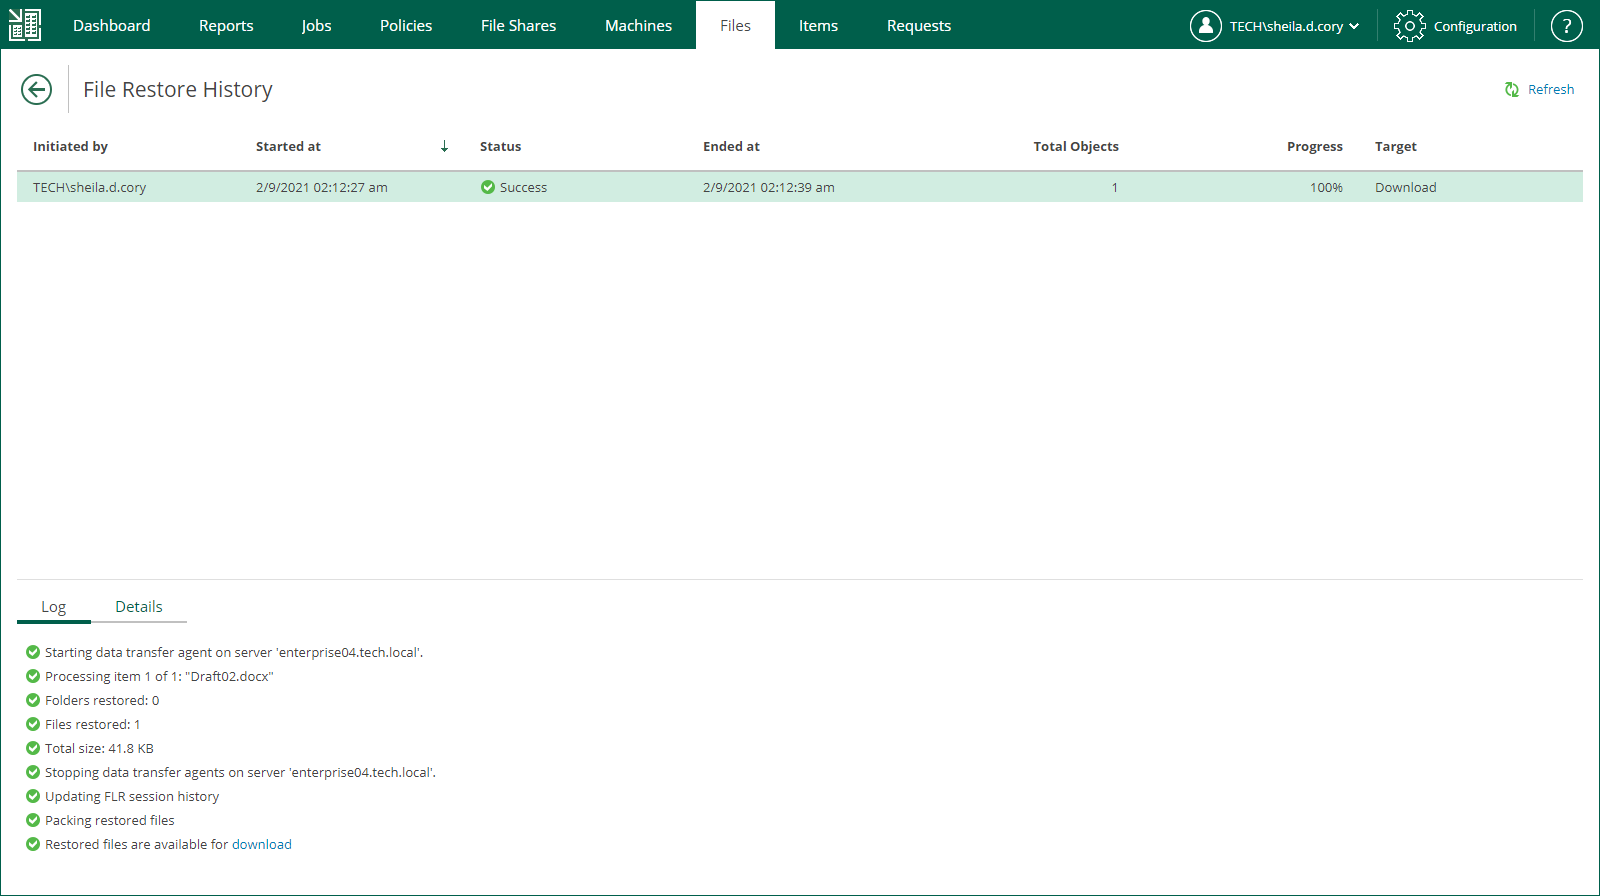 Dashboard Reports Jobs Policies File Shares Machines Files Items Requests TECH\sheila.d.cory Configuration ?
File Restore History Refresh
Initiated by Started at ↓ Status Ended at Total Objects Progress Target
TECH\sheila.d.cory 2/9/2021 02:12:27 am Success 2/9/2021 02:12:39 am 1 100% Download
Log Details
Starting data transfer agent on server 'enterprise04.tech.local'.
Processing item 1 of 1: "Draft02.docx"
Folders restored: 0
Files restored: 1
Total size: 41.8 KB
Stopping data transfer agents on server 'enterprise04.tech.local'.
Updating FLR session history
Packing restored files
Restored files are available for download